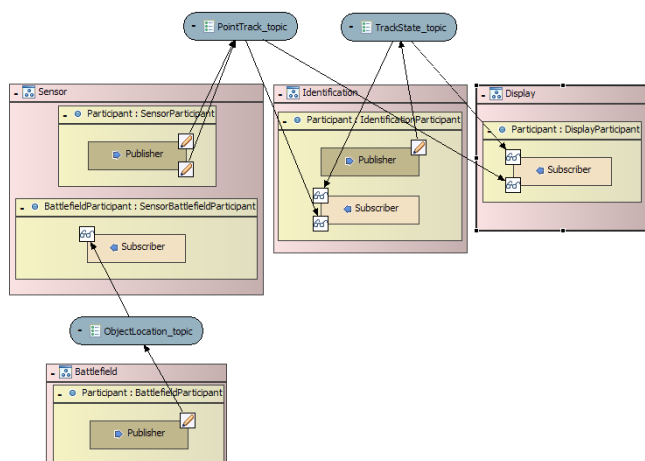 PointTrack_topic
TrackState_topic
Sensor
Identification
Display
Participant : SensorParticipant
Participant : IdentificationParticipant
Participant : DisplayParticipant
Publisher
Publisher
Subscriber
BattlefieldParticipant : SensorBattlefieldParticipant
Subscriber
Subscriber
ObjectLocation_topic
Battlefield
Participant : BattlefieldParticipant
Publisher